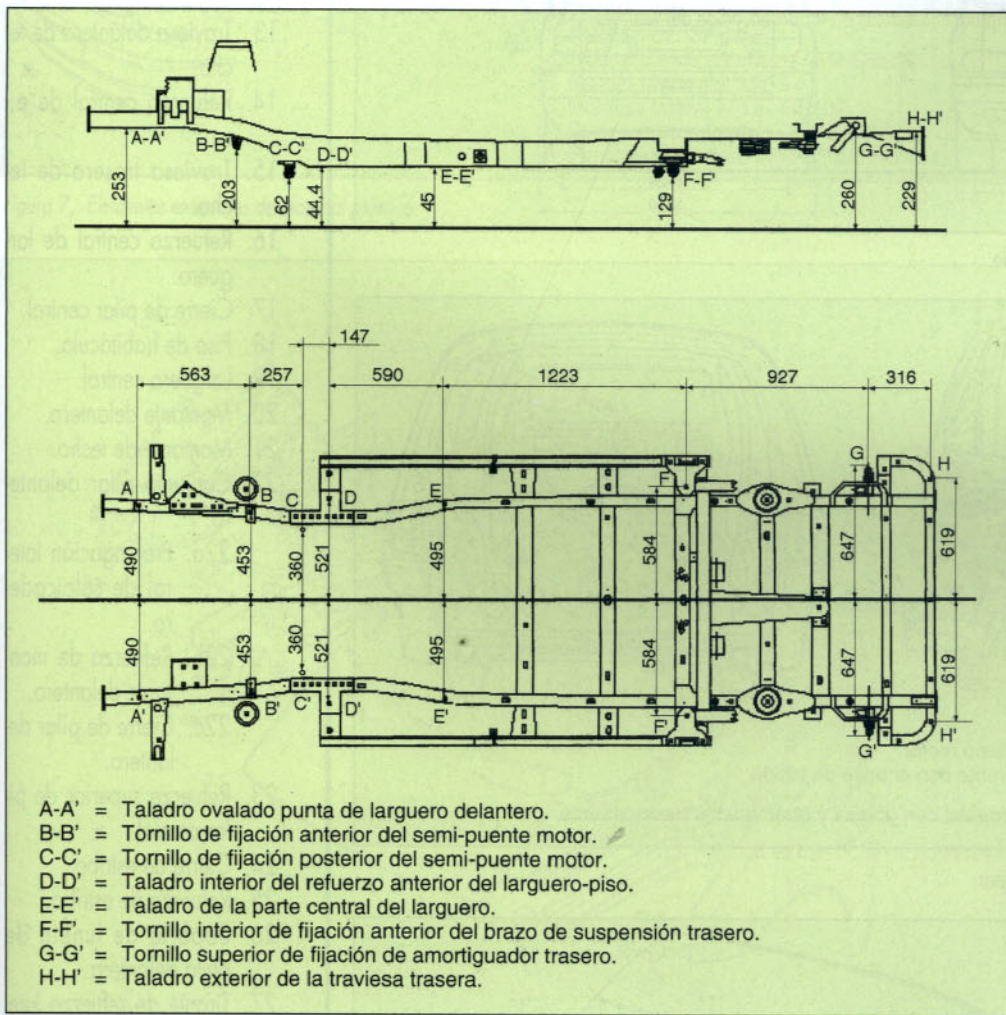 A-A'
B-B'
C-C'
D-D'
E-E'
F-F'
G-G'
H-H'
253
203
62
44,4
45
129
260
229
147
563 257 590 1223 927 316
A B C D E F G H
490 453 360 521 495 584 647 619
490 453 360 521 495 584 647 619
A' B' C' D' E' F' G' H'
A-A' = Taladro ovalado punta de larguero delantero.
B-B' = Tornillo de fijación anterior del semi-puente motor.
C-C' = Tornillo de fijación posterior del semi-puente motor.
D-D' = Taladro interior del refuerzo anterior del larguero-piso.
E-E' = Taladro de la parte central del larguero.
F-F' = Tornillo interior de fijación anterior del brazo de suspensión trasero.
G-G' = Tornillo superior de fijación de amortiguador trasero.
H-H' = Taladro exterior de la traviesa trasera.